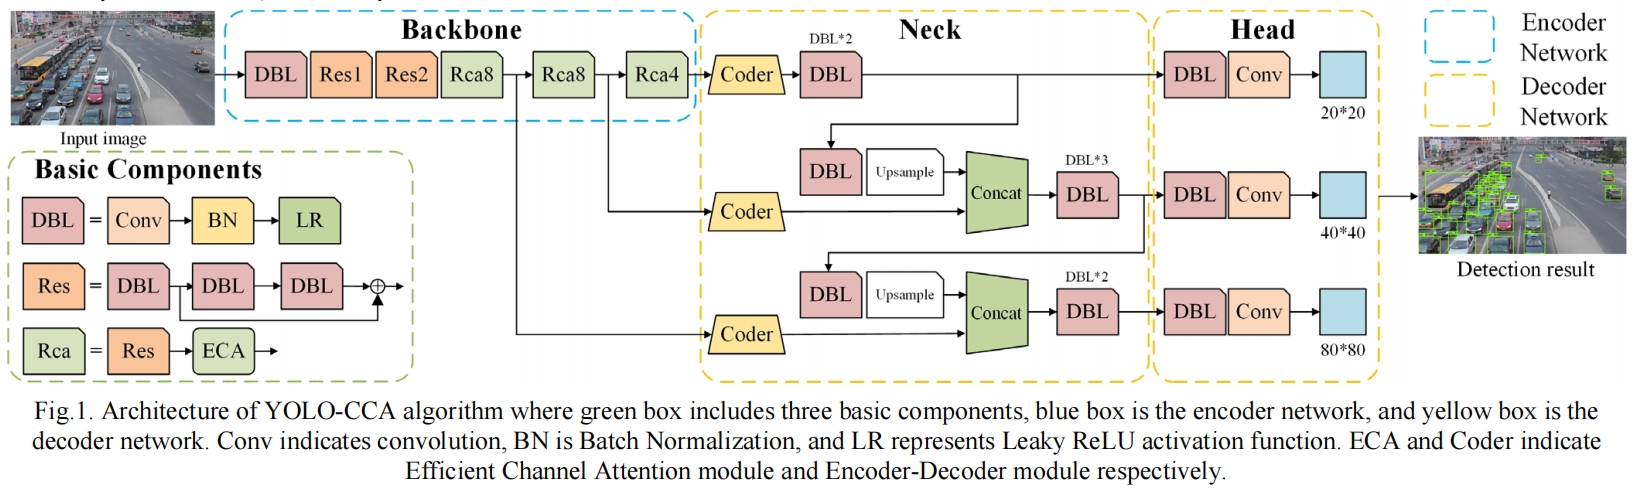 Backbone
Neck
Head
Encoder
Network
Decoder
Network
DBL*2
DBL Res1 Res2 Rca8 Rca8 Rca4 Coder DBL DBL Conv
20*20
Input image
Basic Components
DBL = Conv BN LR
Res = DBL DBL DBL
Rca = Res ECA
DBL Upsample
Concat
DBL*3
Coder DBL DBL Conv
40*40
DBL Upsample
Concat
DBL*2
Coder DBL DBL Conv
80*80
Detection result
Fig.1. Architecture of YOLO-CCA algorithm where green box includes three basic components, blue box is the encoder network, and yellow box is the
decoder network. Conv indicates convolution, BN is Batch Normalization, and LR represents Leaky ReLU activation function. ECA and Coder indicate
Efficient Channel Attention module and Encoder-Decoder module respectively.